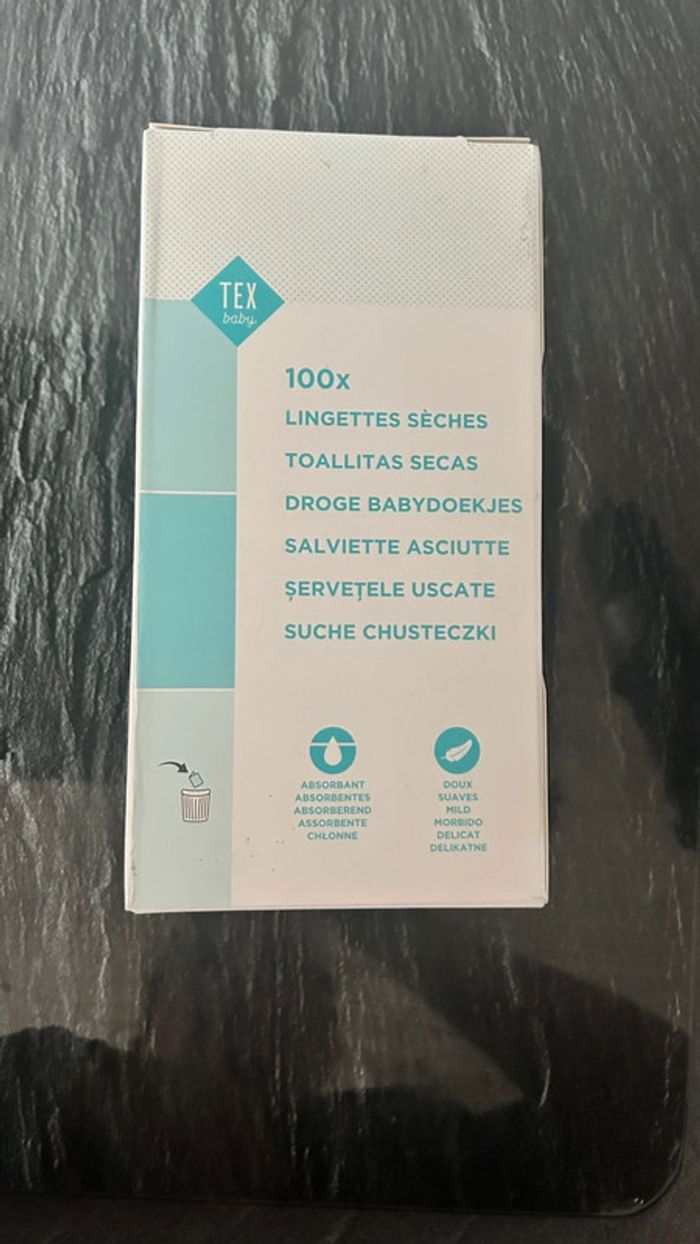 TEX
baby
100x
LINGETTES SÈCHES
TOALLITAS SECAS
DROGE BABYDOEKJES
SALVIETTE ASCIUTTE
ȘERVEȚELE USCATE
SUCHE CHUSTECZKI
ABSORBANT
ABSORBENTES
ABSORBEREND
ASSORBENTE
CHŁONNE
DOUX
SUAVES
MILD
MORBIDO
DELICAT
DELIKATNE